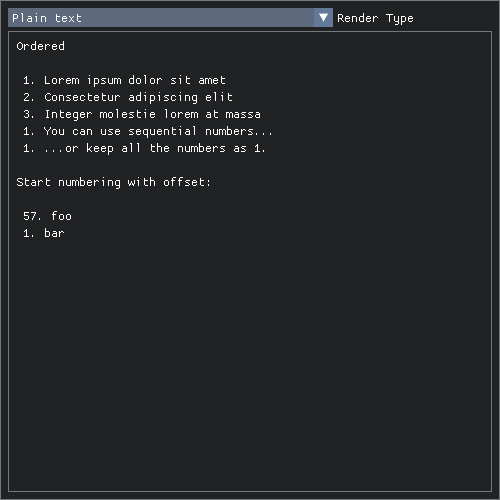 Plain text
Render Type
Ordered
1. Lorem ipsum dolor sit amet
2. Consectetur adipiscing elit
3. Integer molestie lorem at massa
1. You can use sequential numbers...
1. ...or keep all the numbers as 1.
Start numbering with offset:
57. foo
1. bar